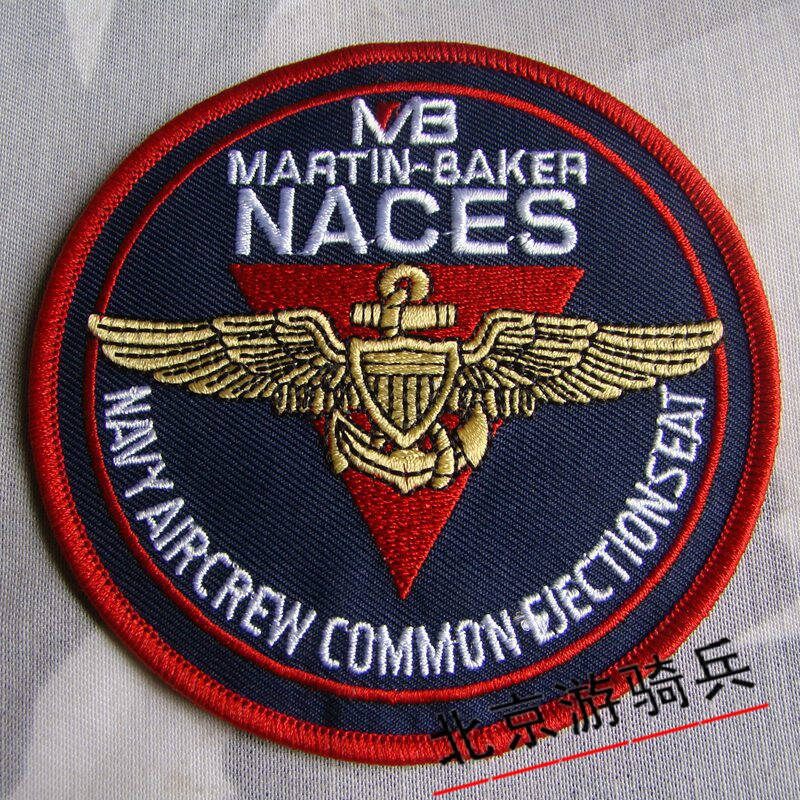 MB
MARTIN-BAKER
NACES
NAVY AIRCREW COMMON EJECTION SEAT
北京游骑兵